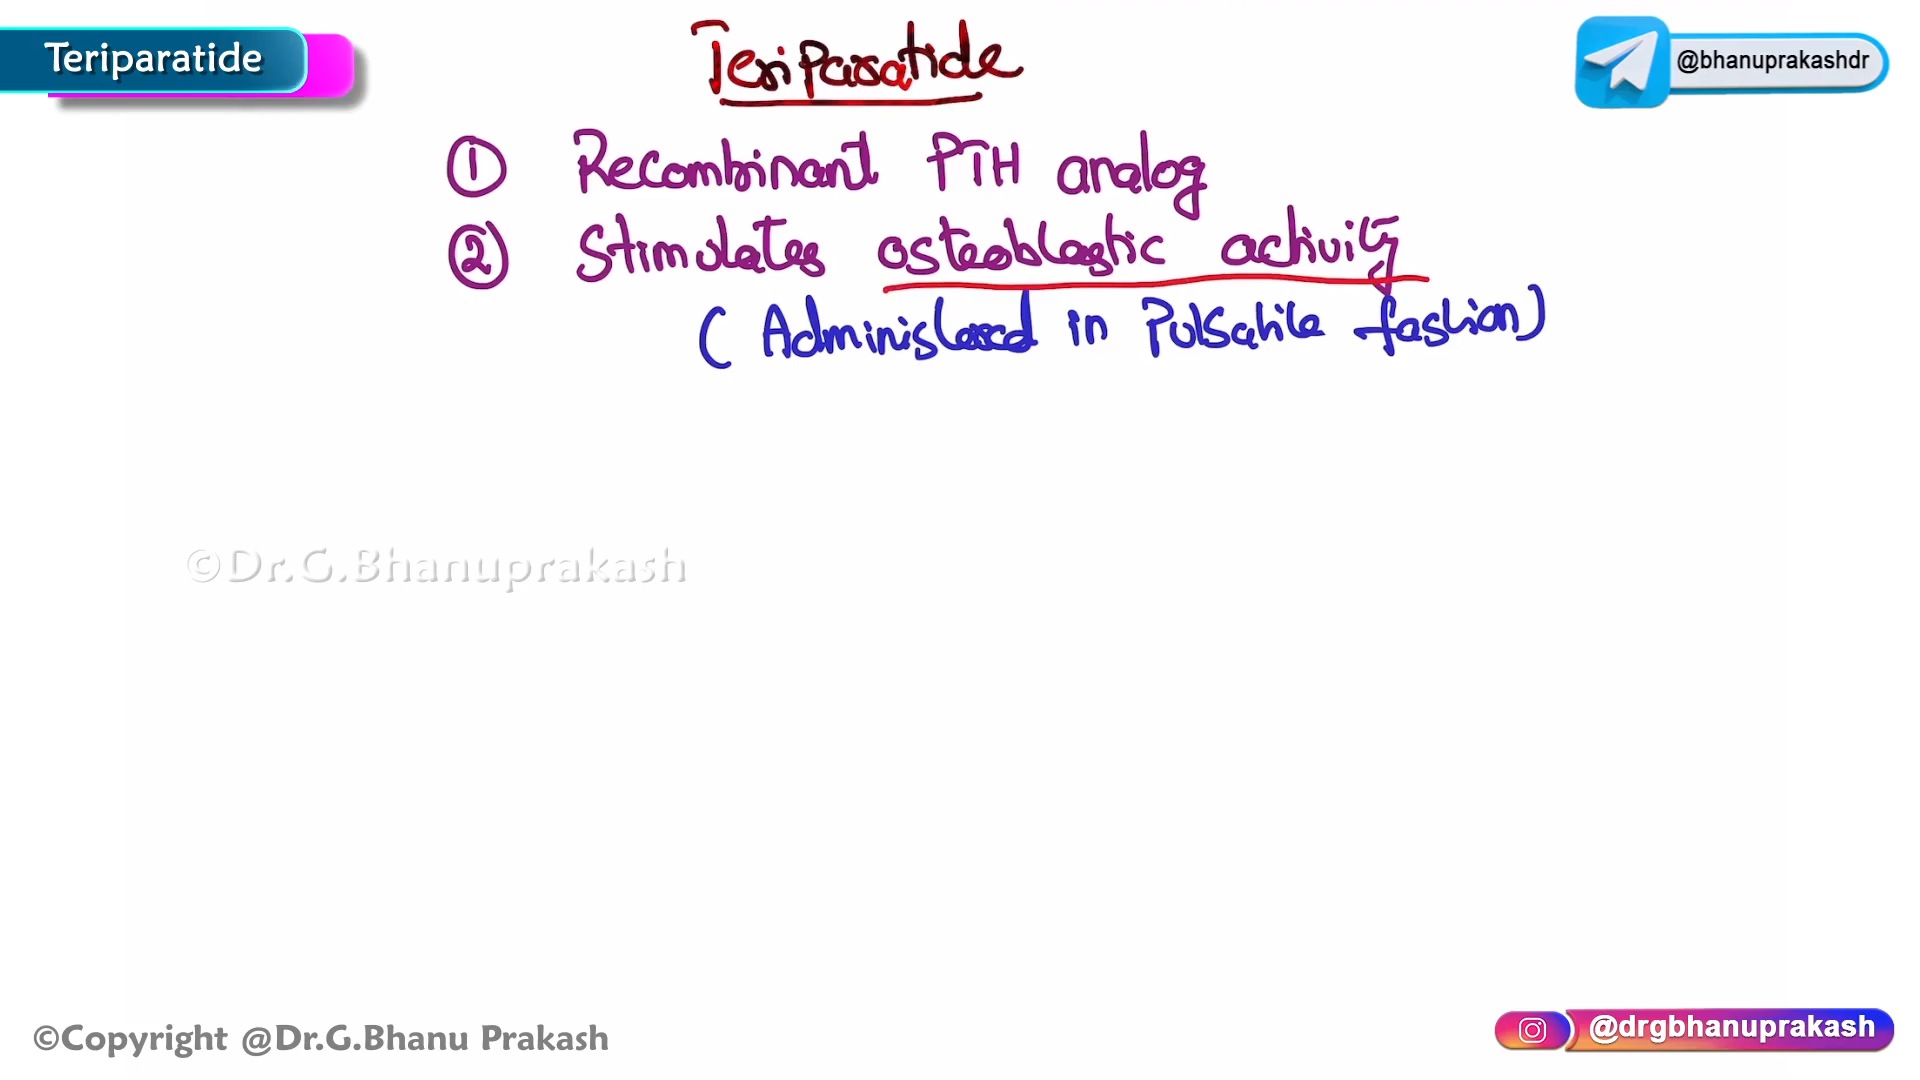 Teriparatide
Teriparatide
@bhanuprakashdr
① Recombinant PTH analog
② Stimulates osteoblastic activity
(Administered in Pulsatile fashion)
©Dr.G.Bhanuprakash
©Copyright @Dr.G.Bhanu Prakash
@drgbhanuprakash